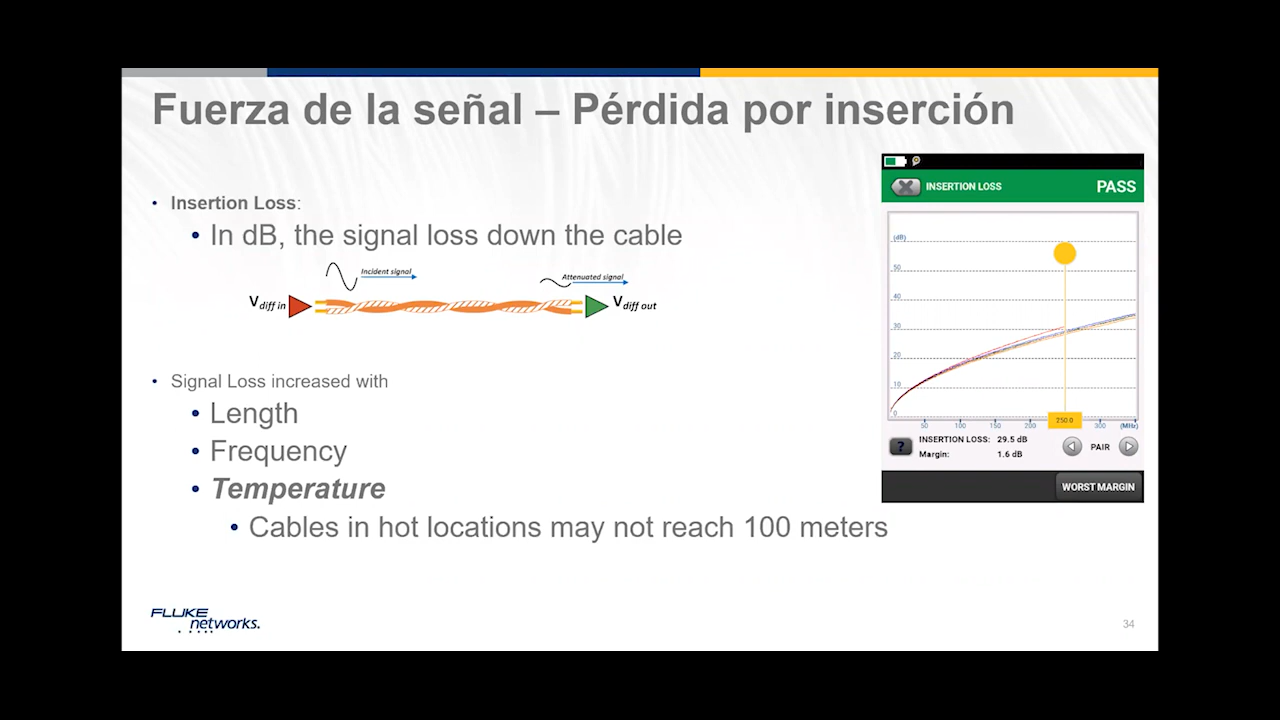 Fuerza de la señal – Pérdida por inserción
• Insertion Loss:
• In dB, the signal loss down the cable
Incident signal
Attenuated signal
Vdiff in
Vdiff out
• Signal Loss increased with
• Length
• Frequency
• Temperature
• Cables in hot locations may not reach 100 meters
INSERTION LOSS PASS
(dB)
50
40
30
20
10
0
50 100 150 200 250.0 300 (MHz)
? INSERTION LOSS: 29.5 dB
Margin: 1.6 dB
PAIR
WORST MARGIN
FLUKE
networks.
34